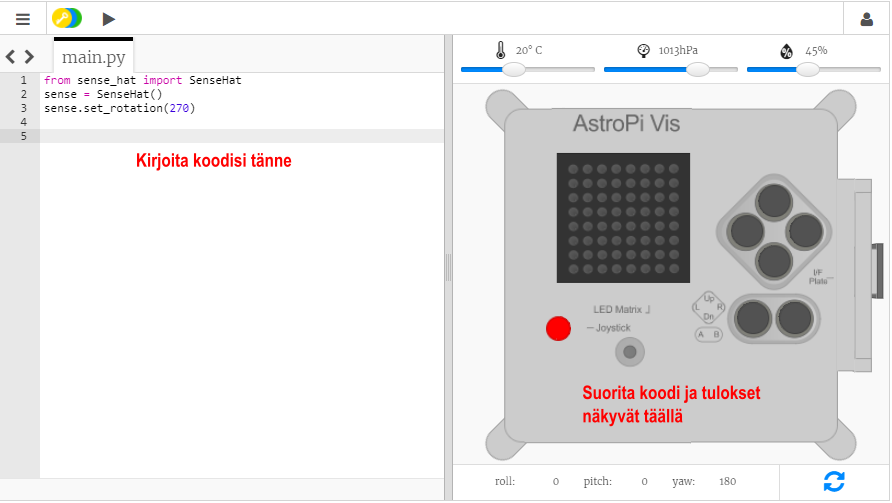 main.py
1 from sense_hat import SenseHat
2 sense = SenseHat()
3 sense.set_rotation(270)
4
5
Kirjoita koodisi tänne
20° C 1013hPa 45%
AstroPi Vis
I/F
Plate
LED Matrix
Joystick
Up
L R
Dn
A B
Suorita koodi ja tulokset
näkyvät täällä
roll: 0 pitch: 0 yaw: 180